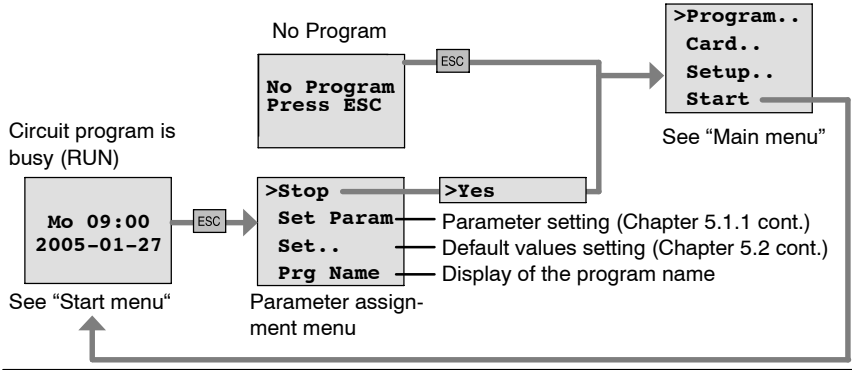 No Program
ESC
No Program
Press ESC
>Program..
Card..
Setup..
Start
See “Main menu”
Circuit program is
busy (RUN)
Mo 09:00
2005-01-27
See “Start menu“
ESC
>Stop
Set Param
Set..
Prg Name
>Yes
Parameter setting (Chapter 5.1.1 cont.)
Default values setting (Chapter 5.2 cont.)
Display of the program name
Parameter assign-
ment menu